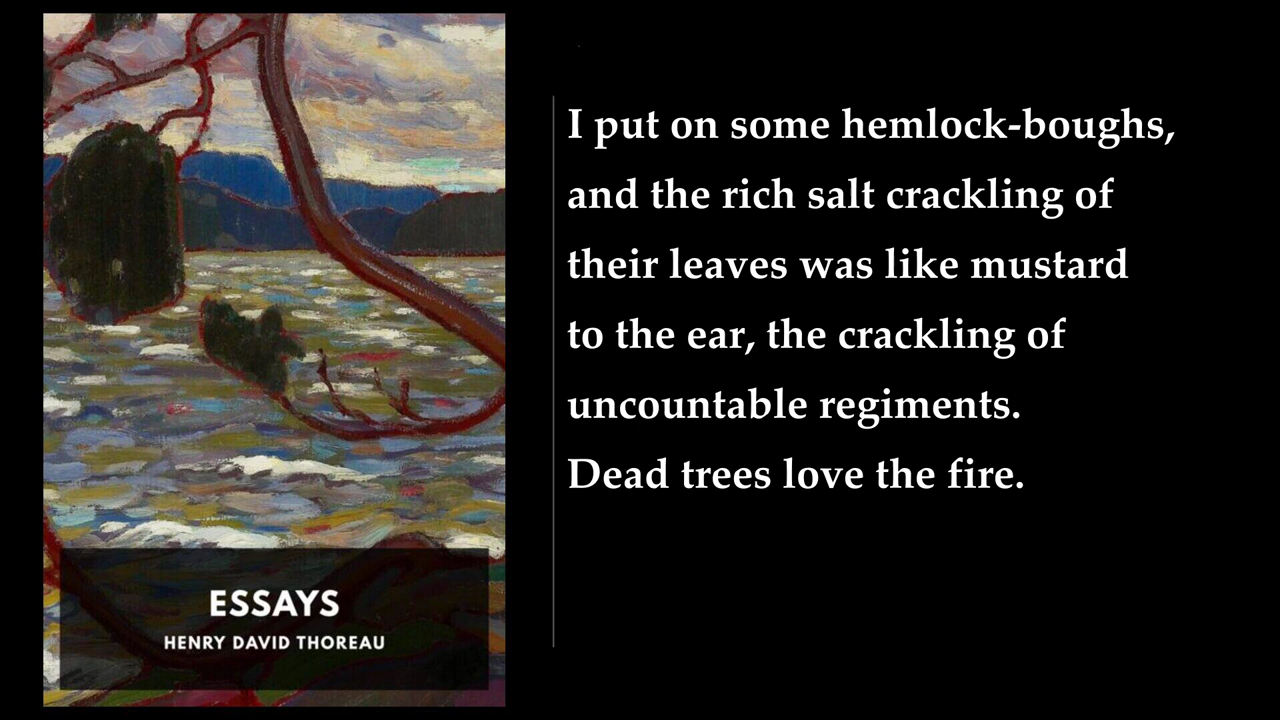 I put on some hemlock-boughs,
and the rich salt crackling of
their leaves was like mustard
to the ear, the crackling of
uncountable regiments.
Dead trees love the fire.
ESSAYS
HENRY DAVID THOREAU